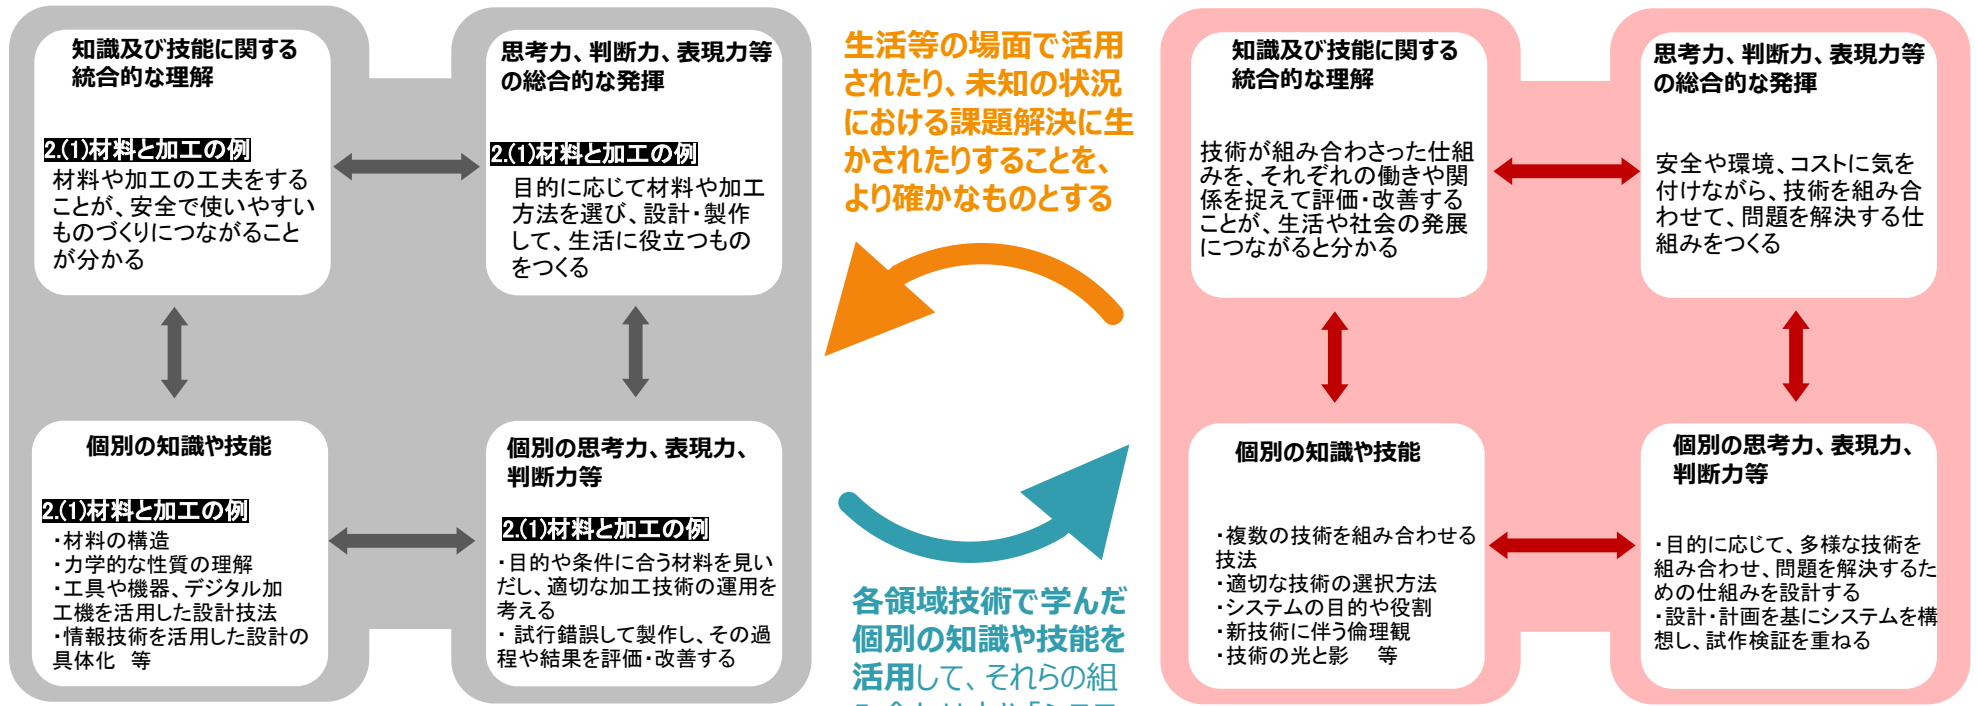 知識及び技能に関する
統合的な理解
2.(1)材料と加工の例
材料や加工の工夫をする
ことが、安全で使いやすい
ものづくりにつながること
が分かる
思考力、判断力、表現力等
の総合的な発揮
2.(1)材料と加工の例
目的に応じて材料や加工
方法を選び、設計・製作
して、生活に役立つもの
をつくる
個別の知識や技能
2.(1)材料と加工の例
・材料の構造
・力学的な性質の理解
・工具や機器、デジタル加
工機を活用した設計技法
・情報技術を活用した設計の
具体化　等
個別の思考力、表現力、
判断力等
2.(1)材料と加工の例
・目的や条件に合う材料を見い
だし、適切な加工技術の運用を
考える
・ 試行錯誤して製作し、その過
程や結果を評価・改善する
生活等の場面で活用
されたり、未知の状況
における課題解決に生
かされたりすることを、
より確かなものとする
各領域技術で学んだ
個別の知識や技能を
活用して、それらの組
知識及び技能に関する
統合的な理解
技術が組み合わさった仕組
みを、それぞれの働きや関
係を捉えて評価・改善する
ことが、生活や社会の発展
につながると分かる
思考力、判断力、表現力等
の総合的な発揮
安全や環境、コストに気を
付けながら、技術を組み合
わせて、問題を解決する仕
組みをつくる
個別の知識や技能
・複数の技術を組み合わせる
技法
・適切な技術の選択方法
・システムの目的や役割
・新技術に伴う倫理観
・技術の光と影　等
個別の思考力、表現力、
判断力等
・目的に応じて、多様な技術を
組み合わせ、問題を解決するた
めの仕組みを設計する
・設計・計画を基にシステムを構
想し、試作検証を重ねる